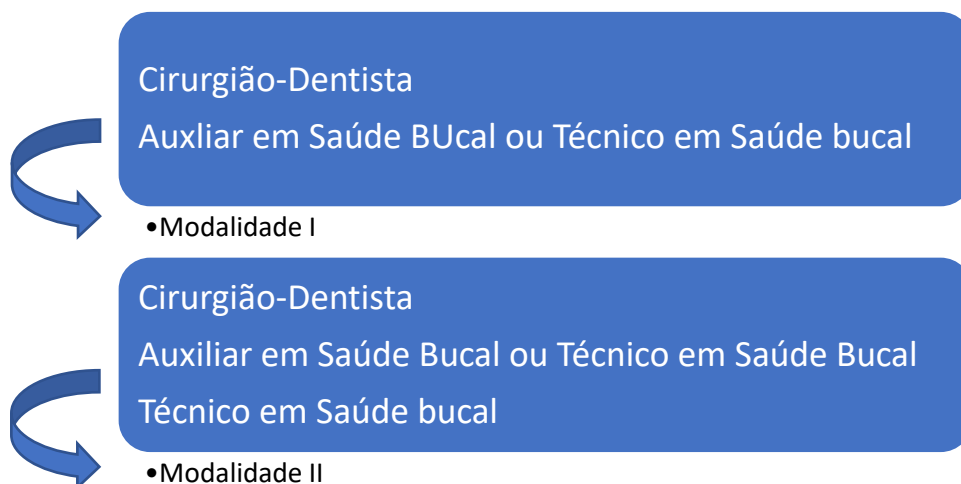 Cirurgião-Dentista
Auxliar em Saúde BUcal ou Técnico em Saúde bucal
•Modalidade I
Cirurgião-Dentista
Auxiliar em Saúde Bucal ou Técnico em Saúde Bucal
Técnico em Saúde bucal
•Modalidade II